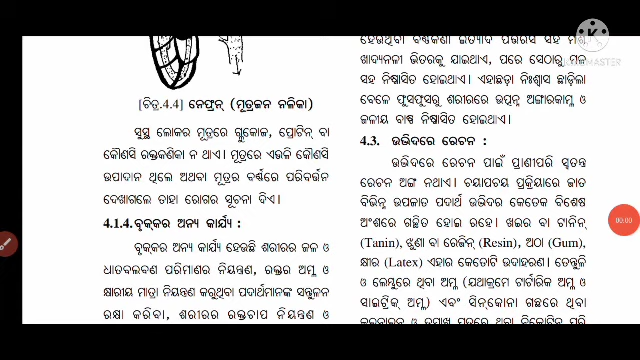 [ଚିତ୍ର.4.4] ନେଫ୍ରନ୍ (ମୂତ୍ରଜନ ନଳିକା)
ସୁସ୍ଥ ଲୋକର ମୂତ୍ରରେ ଗ୍ଲୁକୋଜ, ପ୍ରୋଟିନ୍ ବା
କୌଣସି ରକ୍ତକଣିକା ନ ଥାଏ। ମୂତ୍ରରେ ଏଭଳି କୌଣସି
ଉପାଦାନ ଥିଲେ ଅଥବା ମୂତ୍ରର ବର୍ଣ୍ଣରେ ପରିବର୍ତ୍ତନ
ଦେଖାଗଲେ ତାହା ରୋଗର ସୂଚନା ଦିଏ।
4.1.4. ବୃକ୍‌କର ଅନ୍ୟ କାର୍ଯ୍ୟ :
ବୃକ୍‌କର ଅନ୍ୟ କାର୍ଯ୍ୟ ହେଉଛି ଶରୀରର ଜଳ ଓ
ଧାତବଲବଣ ପରିମାଣର ନିୟନ୍ତ୍ରଣ, ରକ୍ତର ଅମ୍ଳ ଓ
କ୍ଷାରୀୟ ମାତ୍ରା ନିୟନ୍ତ୍ରଣ କରୁଥିବା ପଦାର୍ଥମାନଙ୍କ ସନ୍ତୁଳନ
ରକ୍ଷା କରିବା, ଶରୀରର ରକ୍ତଚାପ ନିୟନ୍ତ୍ରଣ ଓ
ଖାଦ୍ୟନଳୀ ଭିତରକୁ ଯାଇଥାଏ, ପରେ ସେଠାରୁ ମଳ
ସହ ନିଷ୍କାସିତ ହୋଇଥାଏ। ଏହାଛଡ଼ା ନିଃଶ୍ୱାସ ଛାଡ଼ିଲା
ବେଳେ ଫୁସଫୁସରୁ ଶରୀରରେ ଉତ୍ପନ୍ନ ଅଙ୍ଗାରକାମ୍ଳ ଓ
ଜଳୀୟ ବାଷ୍ପ ନିଷ୍କାସିତ ହୋଇଥାଏ।
4.3. ଉଦ୍ଭିଦରେ ରେଚନ :
ଉଦ୍ଭିଦରେ ରେଚନ ପାଇଁ ପ୍ରାଣୀପରି ସ୍ୱତନ୍ତ୍ର
ରେଚନ ଅଙ୍ଗ ନଥାଏ। ଚୟାପଚୟ ପ୍ରକ୍ରିୟାରେ ଜାତ
ବିଭିନ୍ନ ଉପଜାତ ପଦାର୍ଥ ଉଦ୍ଭିଦର କେତେକ ବିଶେଷ
ଅଂଶରେ ଗଚ୍ଛିତ ହୋଇ ରହେ। ଖଇର ବା ଟାନିନ୍
(Tanin), ଝୁଣା ବା ରେଜିନ୍ (Resin), ଅଠା (Gum),
କ୍ଷୀର (Latex) ଏହାର କେତୋଟି ଉଦାହରଣ। ତେନ୍ତୁଳି
ଓ ଲେମ୍ବୁରେ ଥିବା ଅମ୍ଳ (ଯଥାକ୍ରମେ ଟାର୍ଟାରିକ ଅମ୍ଳ ଓ
ସାଇଟ୍ରିକ୍ ଅମ୍ଳ) ଏବଂ ସିନ୍‌କୋନା ଗଛରେ ଥିବା
00:00